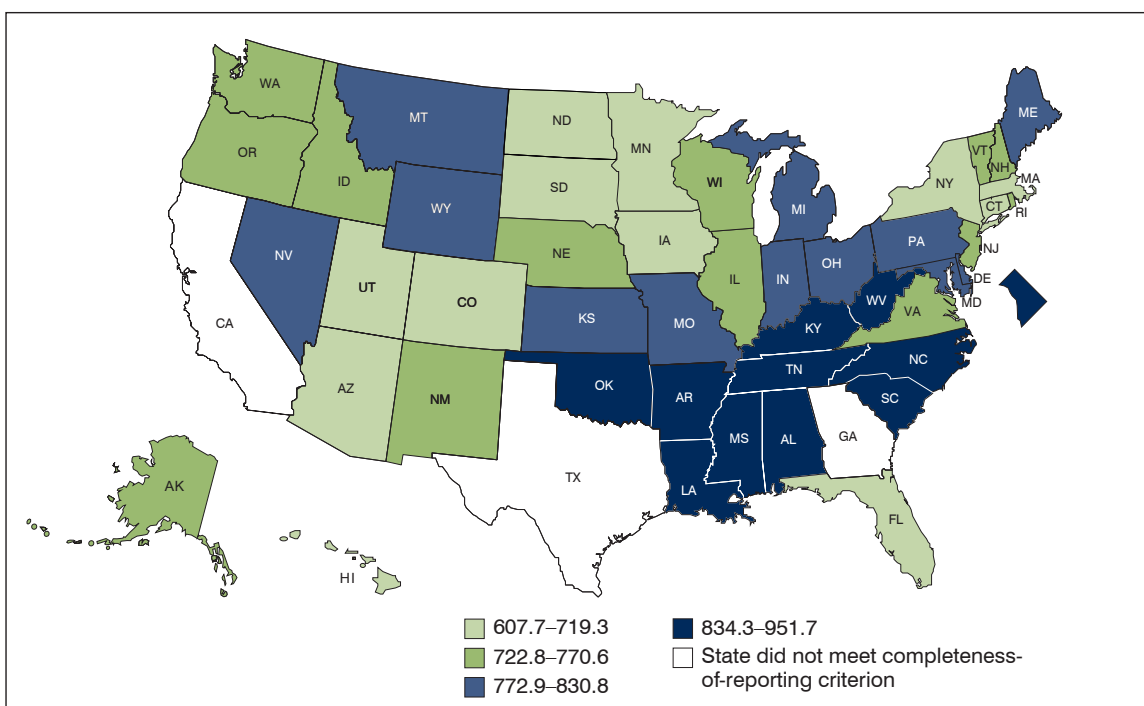 WA
MT
ND
MN
ME
OR
ID
SD
WI
VT
NH
NY
MA
CT
RI
WY
MI
IA
NE
PA
NJ
NV
IL
IN
OH
DE
MD
UT
CO
WV
VA
CA
KS
MO
KY
NC
TN
AZ
NM
OK
AR
SC
MS
AL
GA
TX
LA
AK
FL
HI
607.7–719.3
722.8–770.6
772.9–830.8
834.3–951.7
State did not meet completeness-
of-reporting criterion